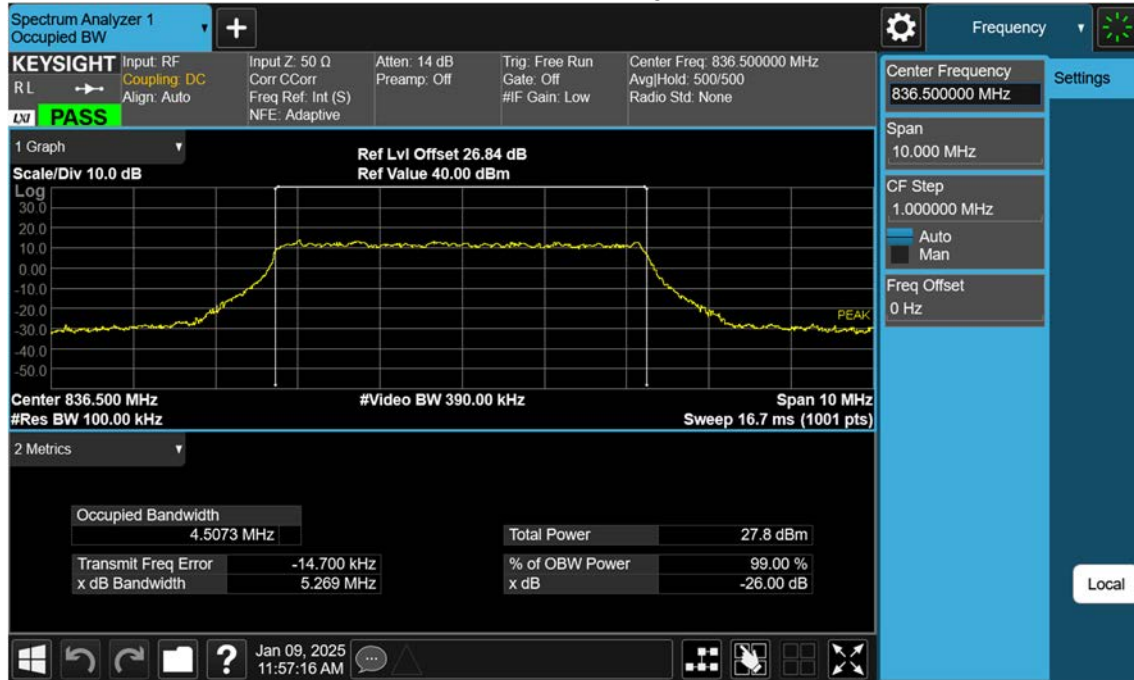 Spectrum Analyzer 1
Occupied BW
Frequency
KEYSIGHT
RL
LXI PASS
Input: RF
Coupling: DC
Align: Auto
Input Z: 50 Ω
Corr CCorr
Freq Ref: Int (S)
NFE: Adaptive
Atten: 14 dB
Preamp: Off
Trig: Free Run
Gate: Off
#IF Gain: Low
Center Freq: 836.500000 MHz
Avg|Hold: 500/500
Radio Std: None
1 Graph
Scale/Div 10.0 dB
Ref Lvl Offset 26.84 dB
Ref Value 40.00 dBm
Log
30.0
20.0
10.0
0.00
-10.0
-20.0
-30.0
-40.0
-50.0
PEAK
Center 836.500 MHz
#Video BW 390.00 kHz
Span 10 MHz
#Res BW 100.00 kHz
Sweep 16.7 ms (1001 pts)
2 Metrics
Occupied Bandwidth
4.5073 MHz
Total Power 27.8 dBm
Transmit Freq Error -14.700 kHz
% of OBW Power 99.00 %
x dB Bandwidth 5.269 MHz
x dB -26.00 dB
Center Frequency
836.500000 MHz
Settings
Span
10.000 MHz
CF Step
1.000000 MHz
Auto
Man
Freq Offset
0 Hz
Local
?
Jan 09, 2025
11:57:16 AM